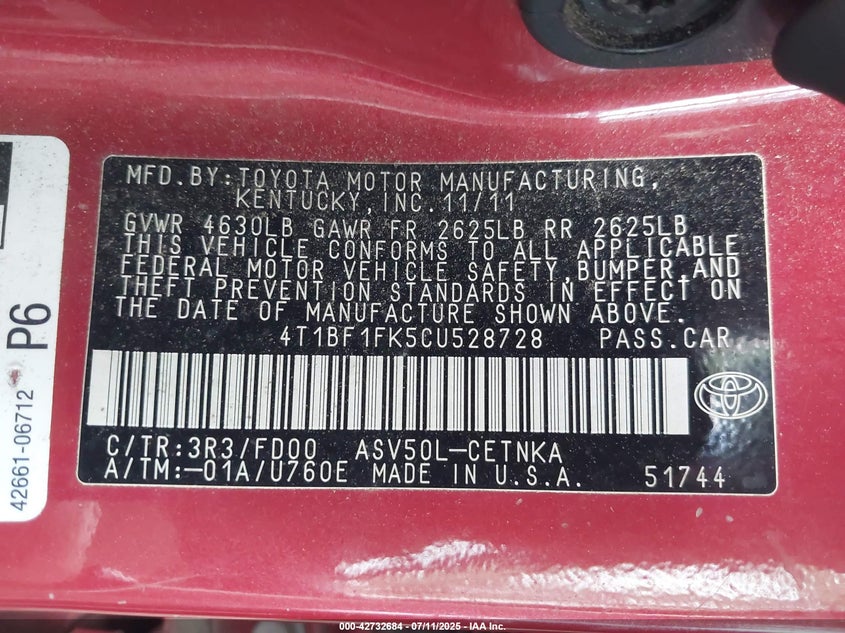 MFD.BY:TOYOTA MOTOR MANUFACTURING,
KENTUCKY,INC.11/11
GVWR 4630LB GAWR FR 2625LB RR 2625LB
THIS VEHICLE CONFORMS TO ALL APPLICABLE
FEDERAL MOTOR VEHICLE SAFETY,BUMPER,AND
THEFT PREVENTION STANDARDS IN EFFECT ON
THE DATE OF MANUFACTURE SHOWN ABOVE.
4T1BF1FK5CU528728 PASS.CAR
C/TR:3R3/FD00 ASV50L-CETNKA
A/TM:-01A/U760E MADE IN U.S.A. 51744
P6
42661-06712
000-42732684 - 07/11/2025 - IAA Inc.